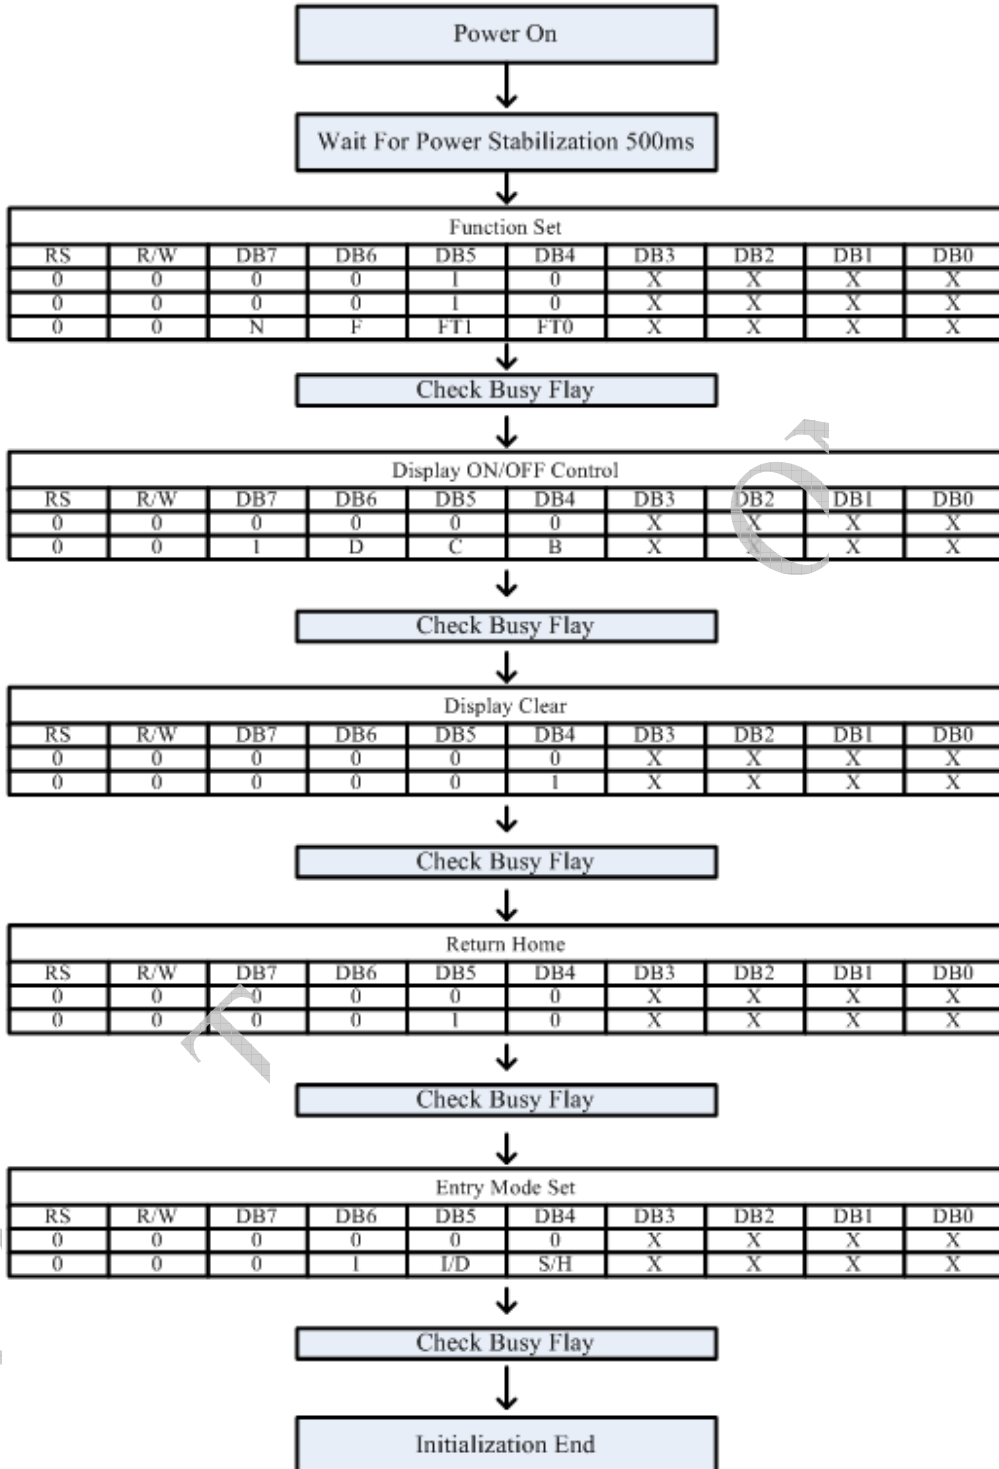 Power On
Wait For Power Stabilization 500ms
Function Set
RS R/W DB7 DB6 DB5 DB4 DB3 DB2 DB1 DB0
0 0 0 0 1 0 X X X X
0 0 0 0 1 0 X X X X
0 0 N F FT1 FT0 X X X X
Check Busy Flay
Display ON/OFF Control
RS R/W DB7 DB6 DB5 DB4 DB3 DB2 DB1 DB0
0 0 0 0 0 0 X X X X
0 0 1 D C B X X X X
Check Busy Flay
Display Clear
RS R/W DB7 DB6 DB5 DB4 DB3 DB2 DB1 DB0
0 0 0 0 0 0 X X X X
0 0 0 0 0 1 X X X X
Check Busy Flay
Return Home
RS R/W DB7 DB6 DB5 DB4 DB3 DB2 DB1 DB0
0 0 0 0 0 0 X X X X
0 0 0 0 1 0 X X X X
Check Busy Flay
Entry Mode Set
RS R/W DB7 DB6 DB5 DB4 DB3 DB2 DB1 DB0
0 0 0 0 0 0 X X X X
0 0 0 1 I/D S/H X X X X
Check Busy Flay
Initialization End